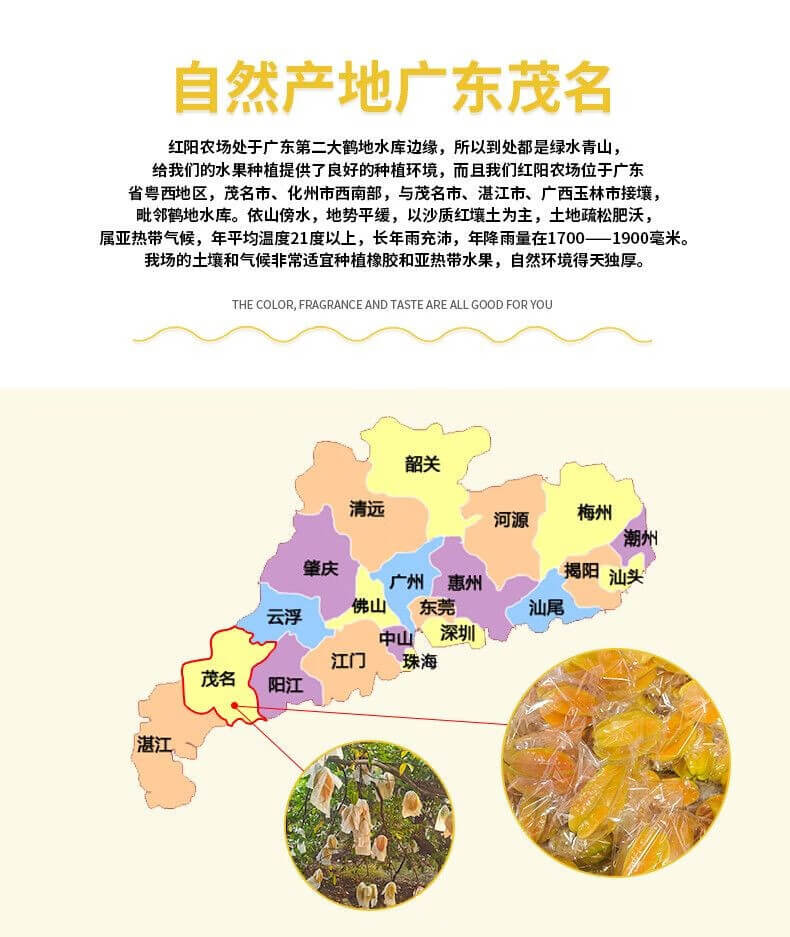 自然产地广东茂名
红阳农场处于广东第二大鹤地水库边缘，所以到处都是绿水青山，
给我们的水果种植提供了良好的种植环境，而且我们红阳农场位于广东
省粤西地区，茂名市、化州市西南部，与茂名市、湛江市、广西玉林市接壤，
毗邻鹤地水库。依山傍水，地势平缓，以沙质红壤土为主，土地疏松肥沃，
属亚热带气候，年平均温度21度以上，长年雨充沛，年降雨量在1700——1900毫米。
我场的土壤和气候非常适宜种植橡胶和亚热带水果，自然环境得天独厚。
THE COLOR, FRAGRANCE AND TASTE ARE ALL GOOD FOR YOU
韶关
清远
河源
梅州
潮州
肇庆
广州
惠州
揭阳
汕头
云浮
佛山
东莞
汕尾
中山
深圳
江门
珠海
茂名
阳江
湛江